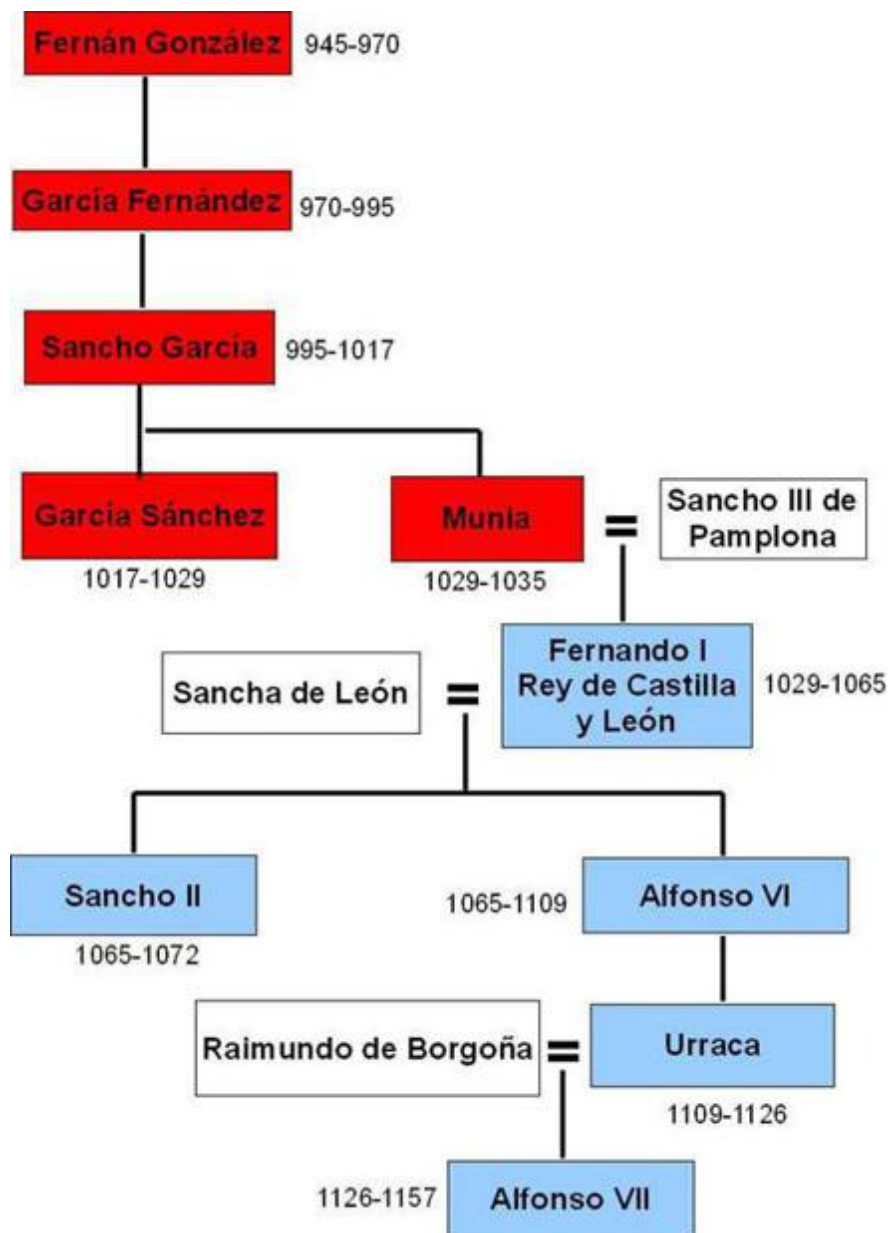 Fernán González 945-970
García Fernández 970-995
Sancho García 995-1017
García Sánchez
1017-1029
Munia
1029-1035
=
Sancho III de
Pamplona
Sancha de León
=
Fernando I
Rey de Castilla
y León
1029-1065
Sancho II
1065-1072
1065-1109
Alfonso VI
Raimundo de Borgoña
=
Urraca
1109-1126
1126-1157
Alfonso VII